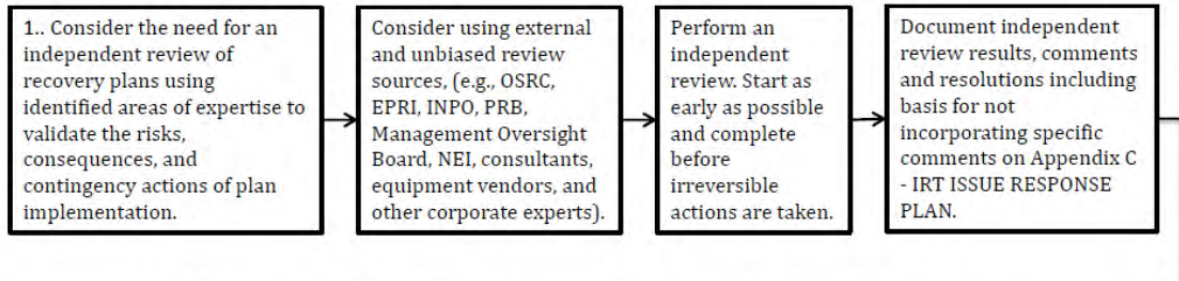 1.. Consider the need for an
independent review of
recovery plans using
identified areas of expertise to
validate the risks,
consequences, and
contingency actions of plan
implementation.
Consider using external
and unbiased review
sources, (e.g., OSRC,
EPRI, INPO, PRB,
Management Oversight
Board, NEI, consultants,
equipment vendors, and
other corporate experts).
Perform an
independent
review. Start as
early as possible
and complete
before
irreversible
actions are taken.
Document independent
review results, comments
and resolutions including
basis for not
incorporating specific
comments on Appendix C
- IRT ISSUE RESPONSE
PLAN.